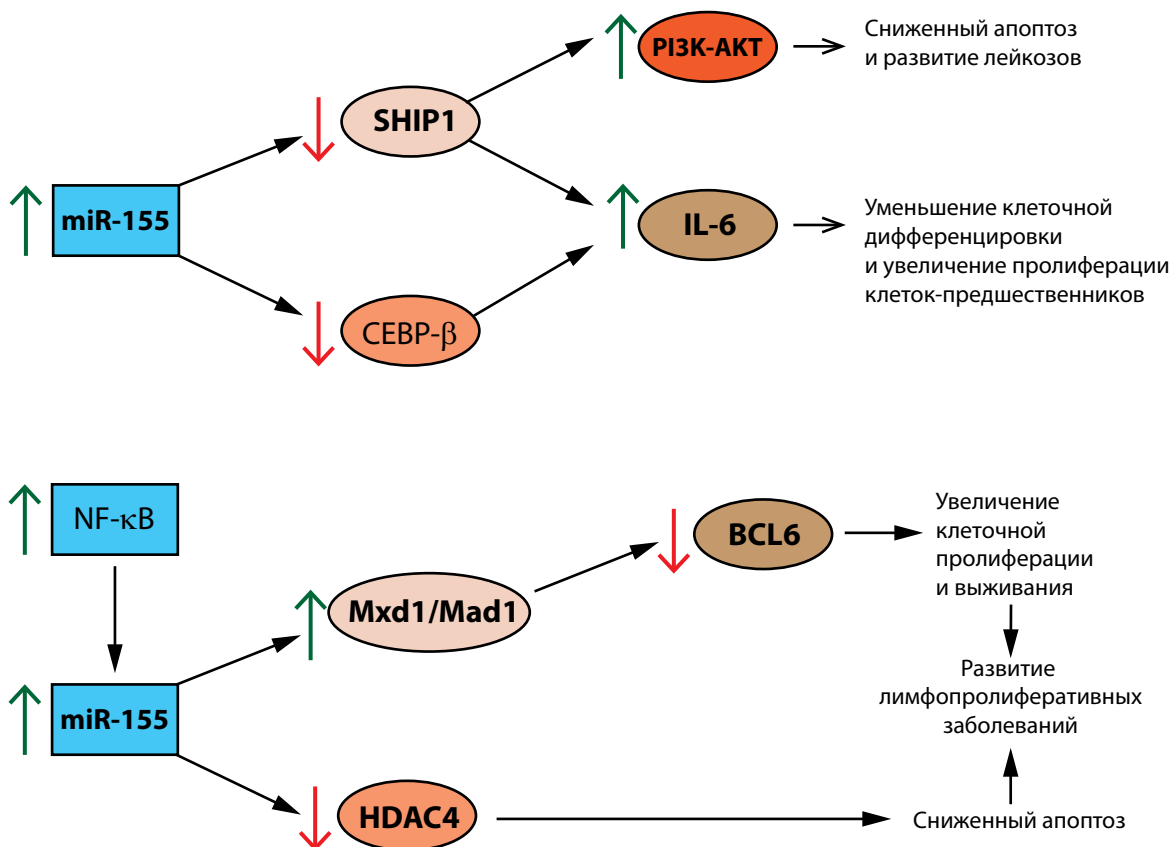 PI3K-AKT
Сниженный апоптоз
и развитие лейкозов
SHIP1
miR-155
IL-6
Уменьшение клеточной
дифференцировки
и увеличение пролиферации
клеток-предшественников
CEBP-β
NF-κB
BCL6
Увеличение
клеточной
пролиферации
и выживания
Mxd1/Mad1
miR-155
Развитие
лимфопролиферативных
заболеваний
HDAC4
Сниженный апоптоз